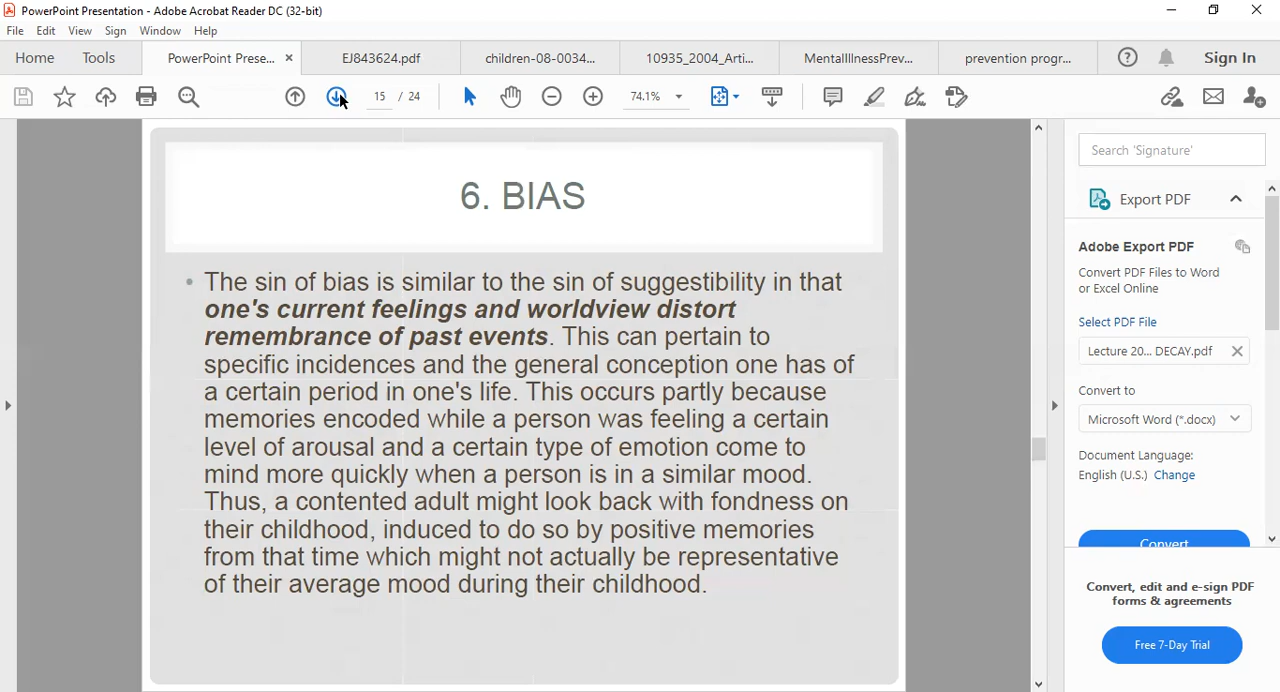 PowerPoint Presentation - Adobe Acrobat Reader DC (32-bit)
File Edit View Sign Window Help
Home Tools PowerPoint Prese... × EJ843624.pdf children-08-0034... 10935_2004_Arti... MentalIllnessPrev... prevention progr... Sign In
15 / 24 74.1%
6. BIAS
• The sin of bias is similar to the sin of suggestibility in that
one's current feelings and worldview distort
remembrance of past events. This can pertain to
specific incidences and the general conception one has of
a certain period in one's life. This occurs partly because
memories encoded while a person was feeling a certain
level of arousal and a certain type of emotion come to
mind more quickly when a person is in a similar mood.
Thus, a contented adult might look back with fondness on
their childhood, induced to do so by positive memories
from that time which might not actually be representative
of their average mood during their childhood.
Search 'Signature'
Export PDF
Adobe Export PDF
Convert PDF Files to Word
or Excel Online
Select PDF File
Lecture 20... DECAY.pdf
Convert to
Microsoft Word (*.docx)
Document Language:
English (U.S.) Change
Convert
Convert, edit and e-sign PDF
forms & agreements
Free 7-Day Trial